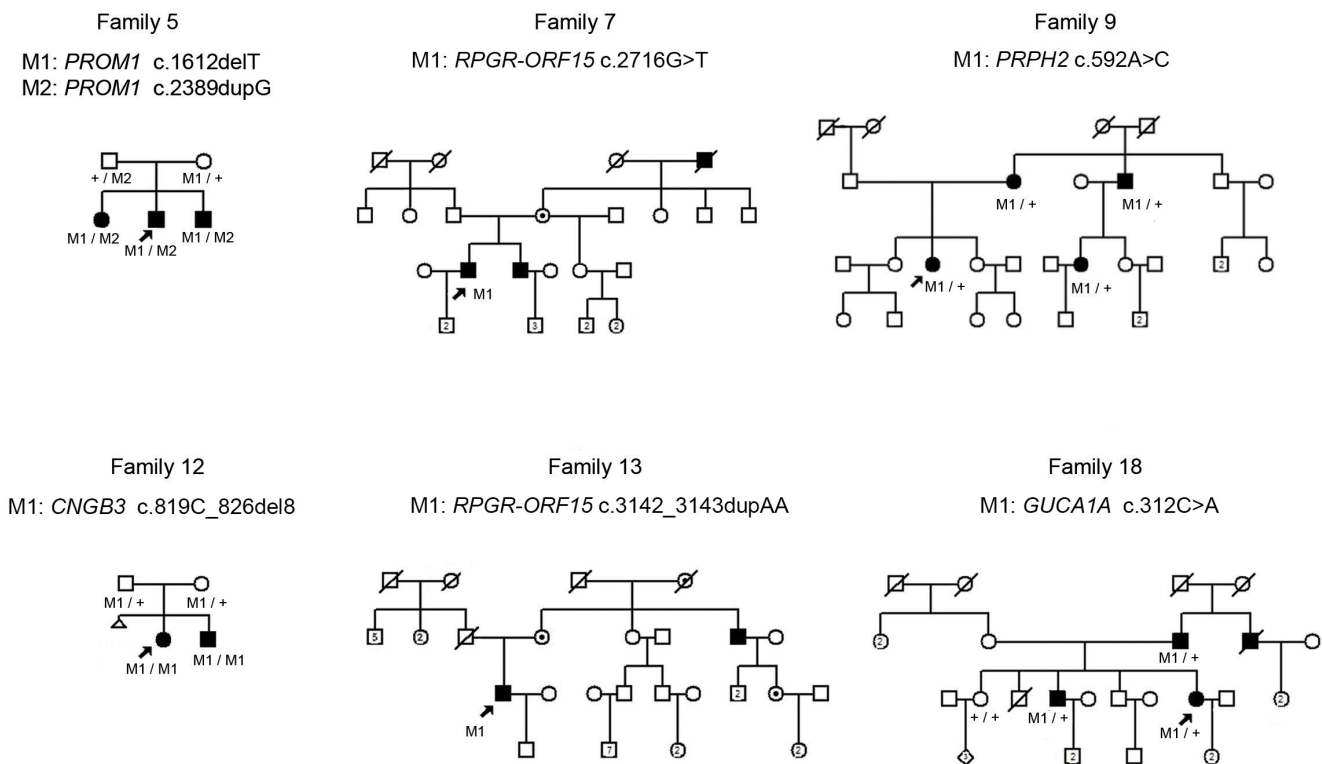 Family 5
M1: PROM1 c.1612delT
M2: PROM1 c.2389dupG
+ / M2
M1 / +
M1 / M2
M1 / M2
M1 / M2
Family 7
M1: RPGR-ORF15 c.2716G>T
M1
2
3
2
2
Family 9
M1: PRPH2 c.592A>C
M1 / +
M1 / +
M1 / +
M1 / +
2
2
Family 12
M1: CNGB3 c.819C_826del8
M1 / +
M1 / +
M1 / M1
M1 / M1
Family 13
M1: RPGR-ORF15 c.3142_3143dupAA
5
2
2
M1
7
2
2
Family 18
M1: GUCA1A c.312C>A
2
M1 / +
2
+ / +
M1 / +
M1 / +
3
2
2